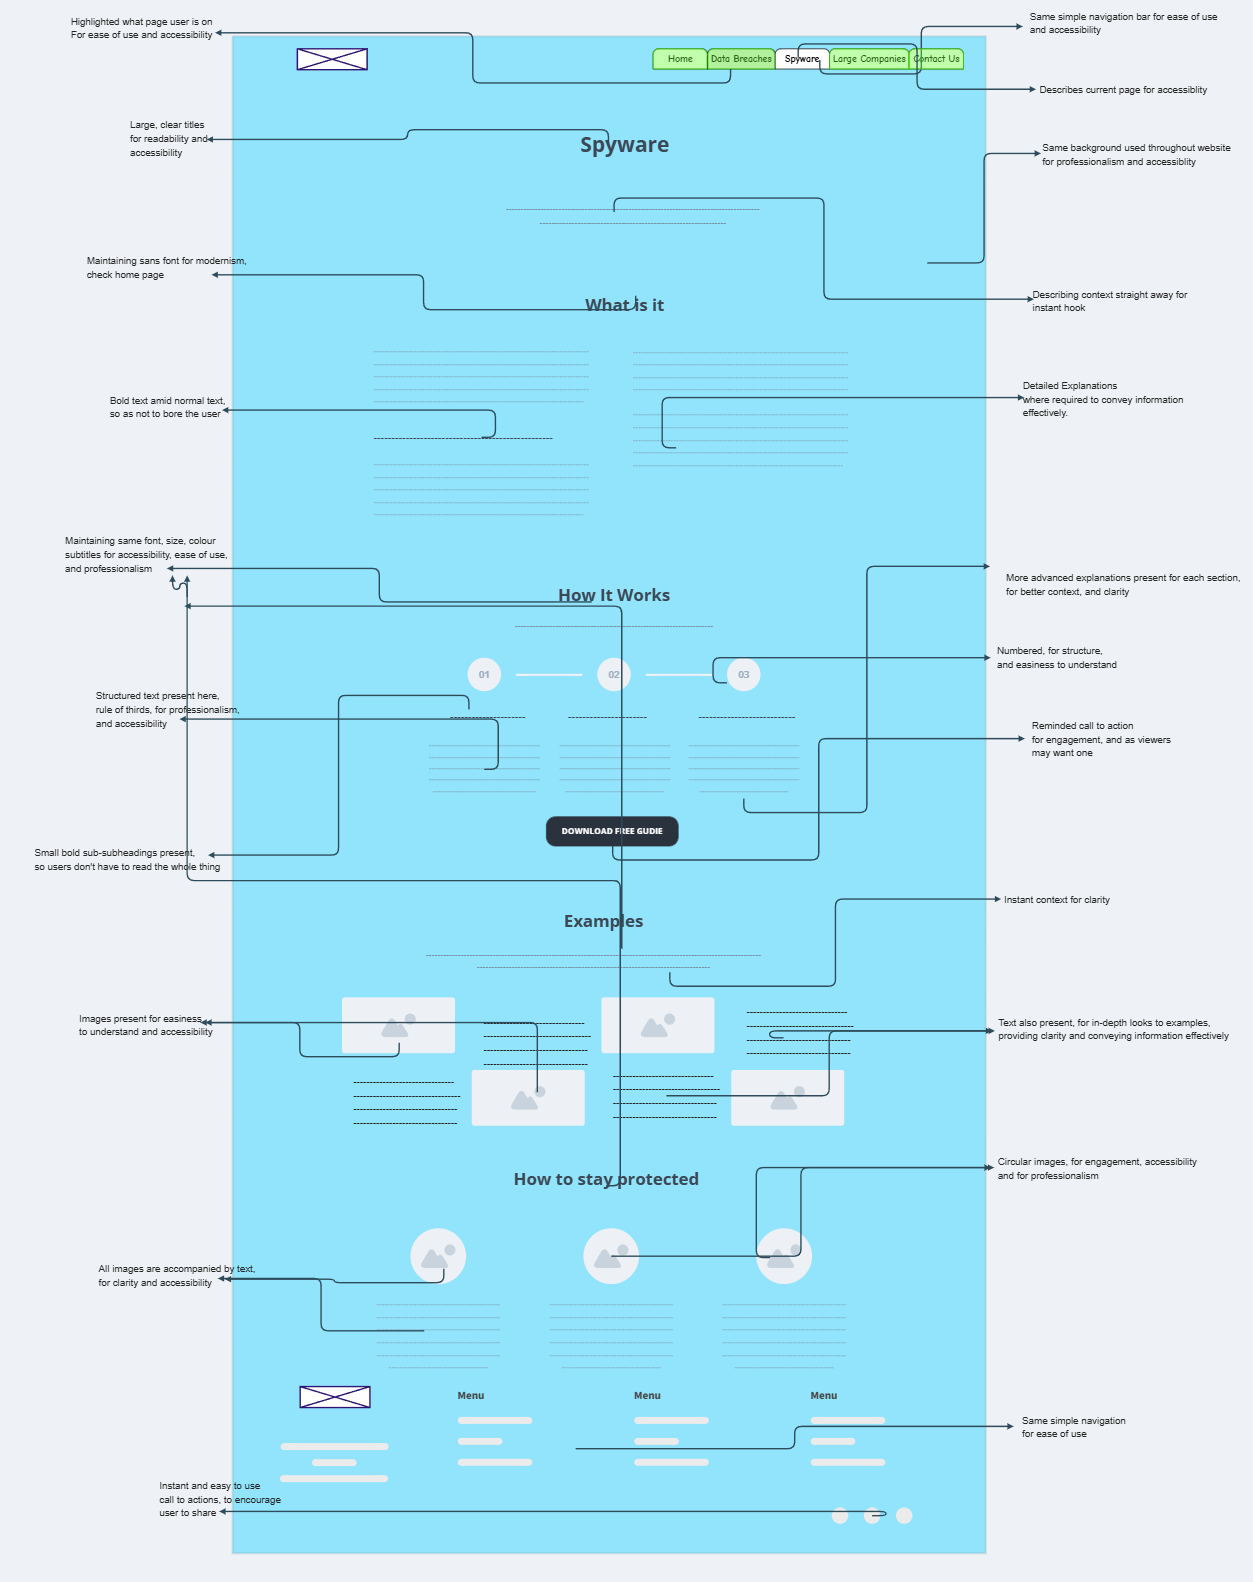 Highlighted what page user is on
For ease of use and accessibility
Same simple navigation bar for ease of use
and accessibility
Home
Data Breaches
Spyware
Large Companies
Contact Us
Describes current page for accessiblity
Large, clear titles
for readability and
accessibility
Spyware
Same background used throughout website
for professionalism and accessiblity
Maintaining sans font for modernism,
check home page
What is it
Describing context straight away for
instant hook
Bold text amid normal text,
so as not to bore the user
Detailed Explanations
where required to convey information
effectively.
Maintaining same font, size, colour
subtitles for accessibility, ease of use,
and professionalism
More advanced explanations present for each section,
for better context, and clarity
How It Works
Numbered, for structure,
and easiness to understand
01
02
03
Structured text present here,
rule of thirds, for professionalism,
and accessibility
Reminded call to action
for engagement, and as viewers
may want one
DOWNLOAD FREE GUDIE
Small bold sub-subheadings present,
so users don't have to read the whole thing
Instant context for clarity
Examples
Images present for easiness
to understand and accessibility
Text also present, for in-depth looks to examples,
providing clarity and conveying information effectively
How to stay protected
Circular images, for engagement, accessibility
and for professionalism
All images are accompanied by text,
for clarity and accessibility
Menu
Menu
Menu
Same simple navigation
for ease of use
Instant and easy to use
call to actions, to encourage
user to share